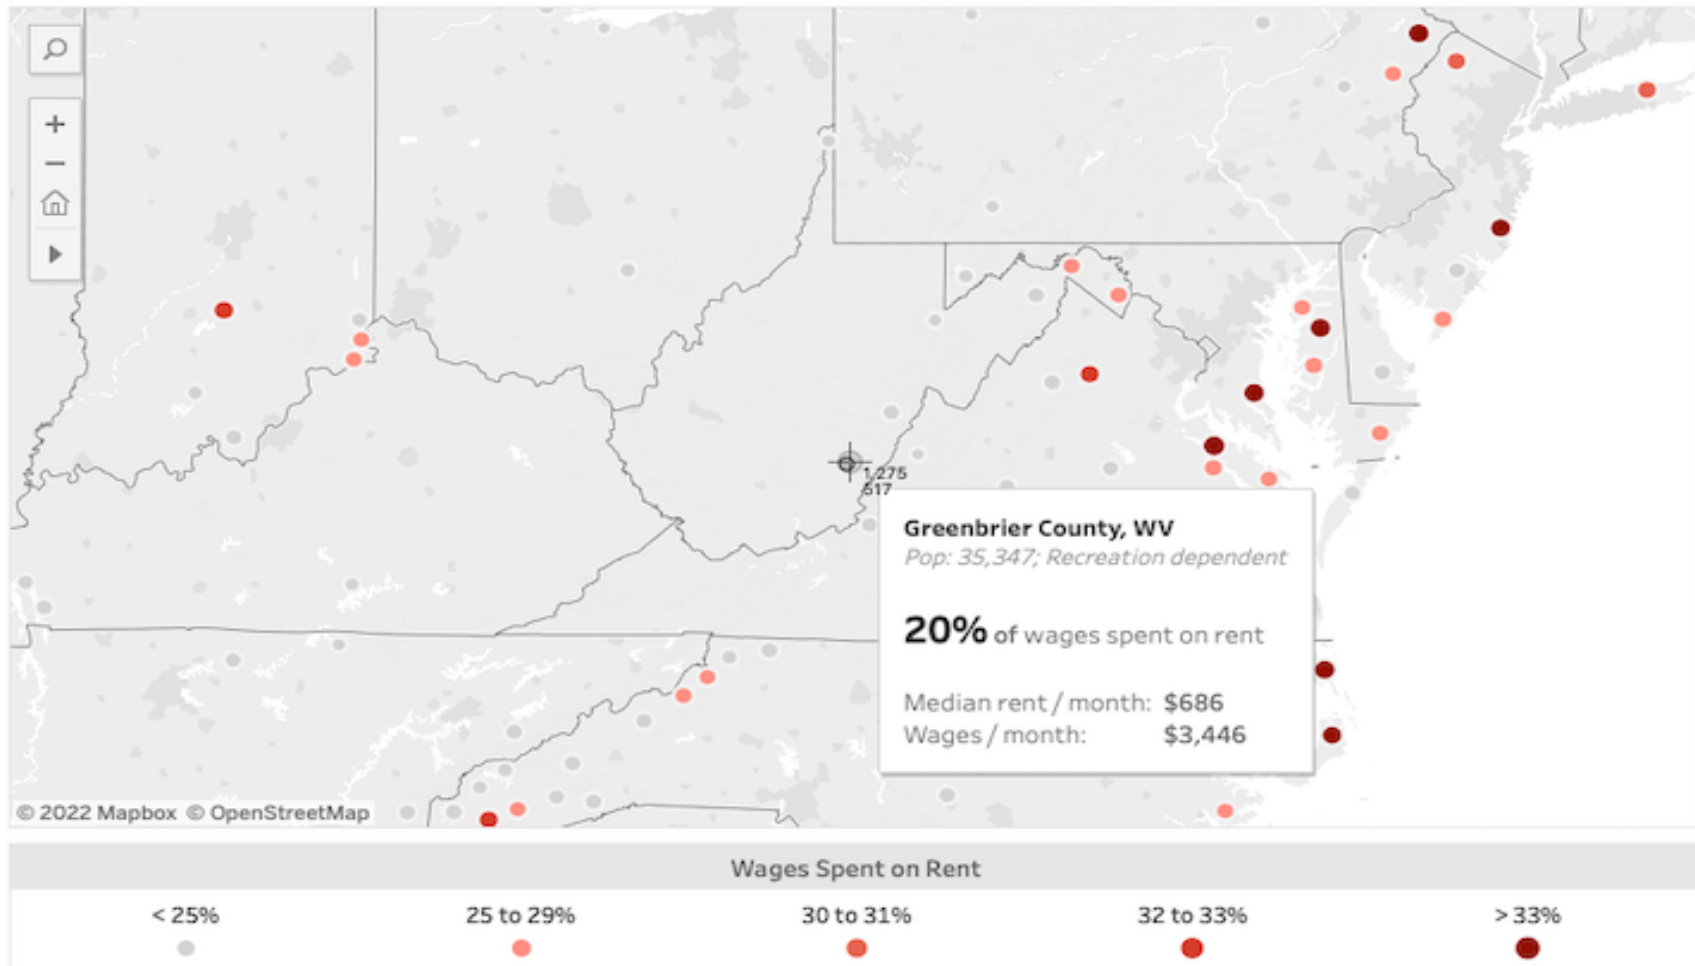 +
−
1,275
517
Greenbrier County, WV
Pop: 35,347; Recreation dependent
20% of wages spent on rent
Median rent / month: $686
Wages / month: $3,446
© 2022 Mapbox © OpenStreetMap
Wages Spent on Rent
< 25% 25 to 29% 30 to 31% 32 to 33% > 33%